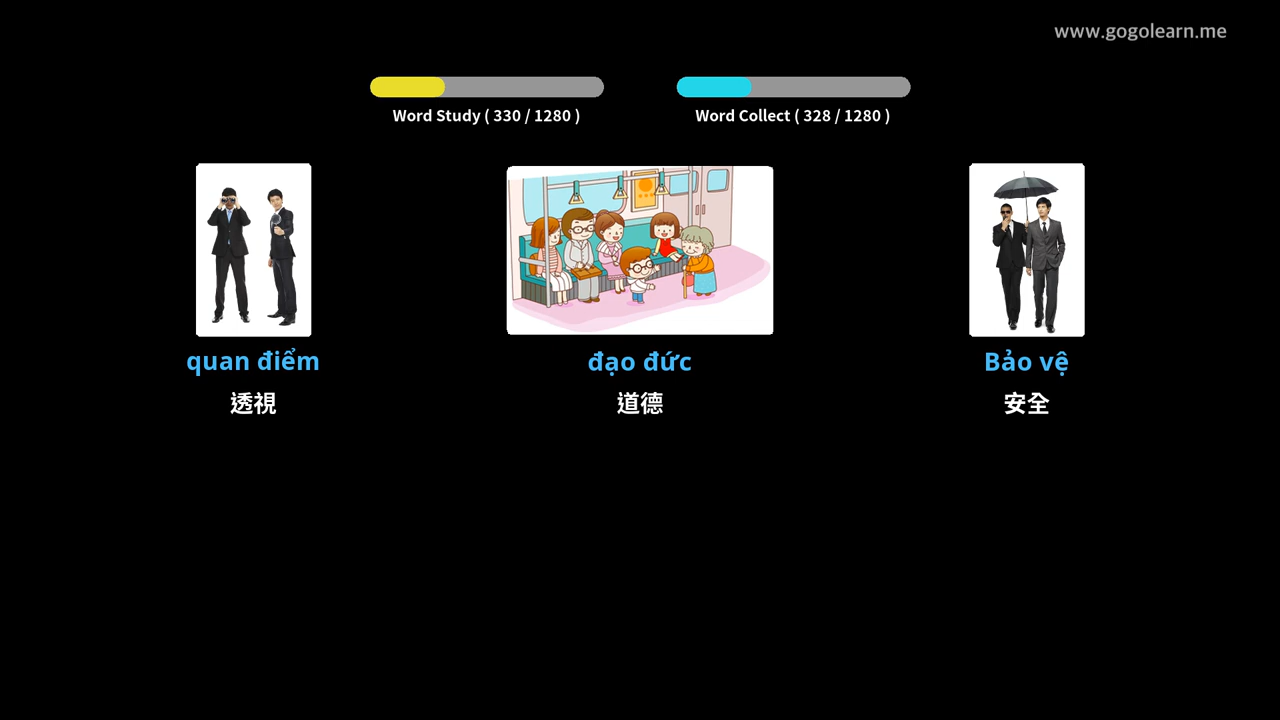 www.gogolearn.me
Word Study ( 330 / 1280 )
Word Collect ( 328 / 1280 )
quan điểm
đạo đức
Bảo vệ
透視
道德
安全